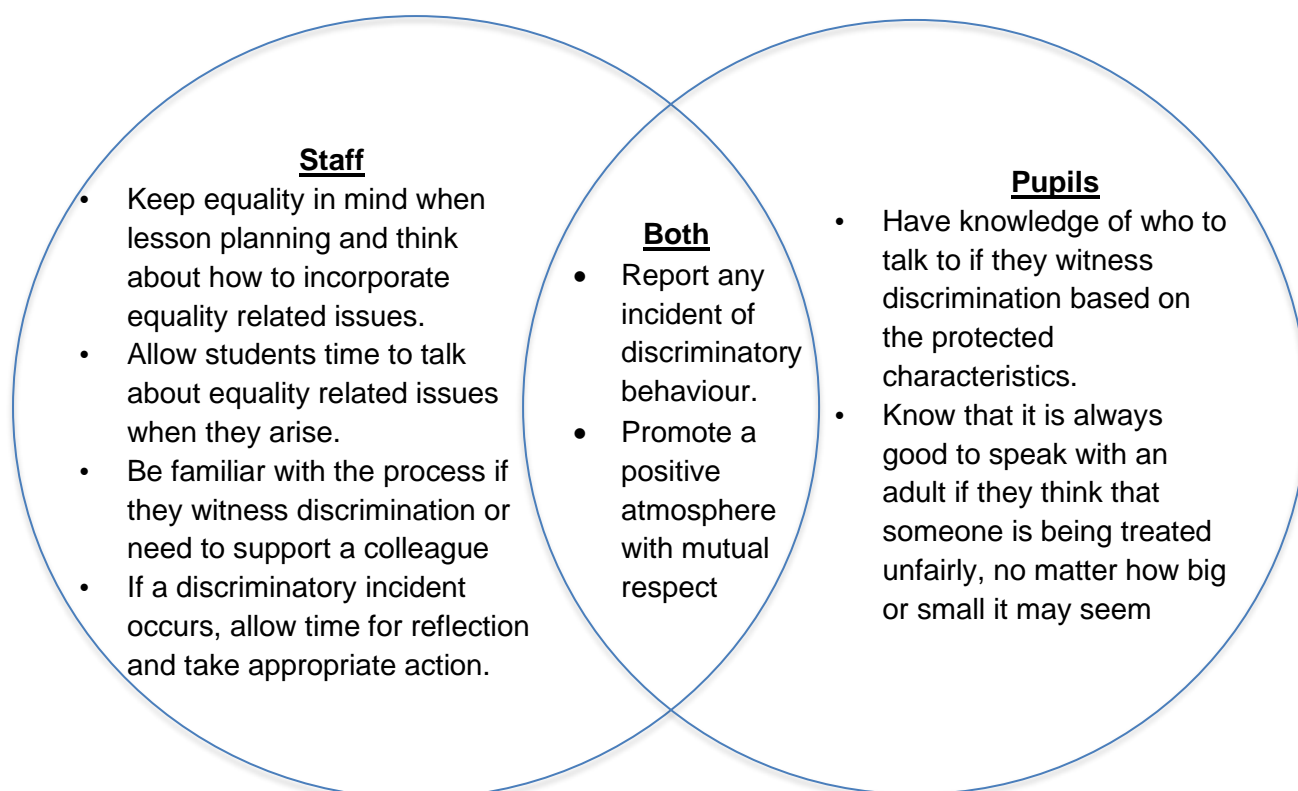 Staff
• Keep equality in mind when
lesson planning and think
about how to incorporate
equality related issues.
• Allow students time to talk
about equality related issues
when they arise.
• Be familiar with the process if
they witness discrimination or
need to support a colleague
• If a discriminatory incident
occurs, allow time for reflection
and take appropriate action.
Both
• Report any
incident of
discriminatory
behaviour.
• Promote a
positive
atmosphere
with mutual
respect
Pupils
• Have knowledge of who to
talk to if they witness
discrimination based on
the protected
characteristics.
• Know that it is always
good to speak with an
adult if they think that
someone is being treated
unfairly, no matter how big
or small it may seem